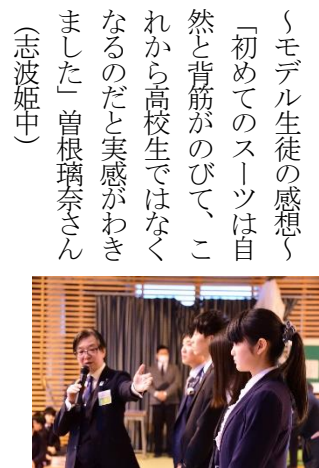 ～モデル生徒の感想～
「初めてのスーツは自
然と背筋がのびて、こ
れから高校生ではなく
なるのだと実感がわき
ました」曽根璃奈さん
（志波姫中）